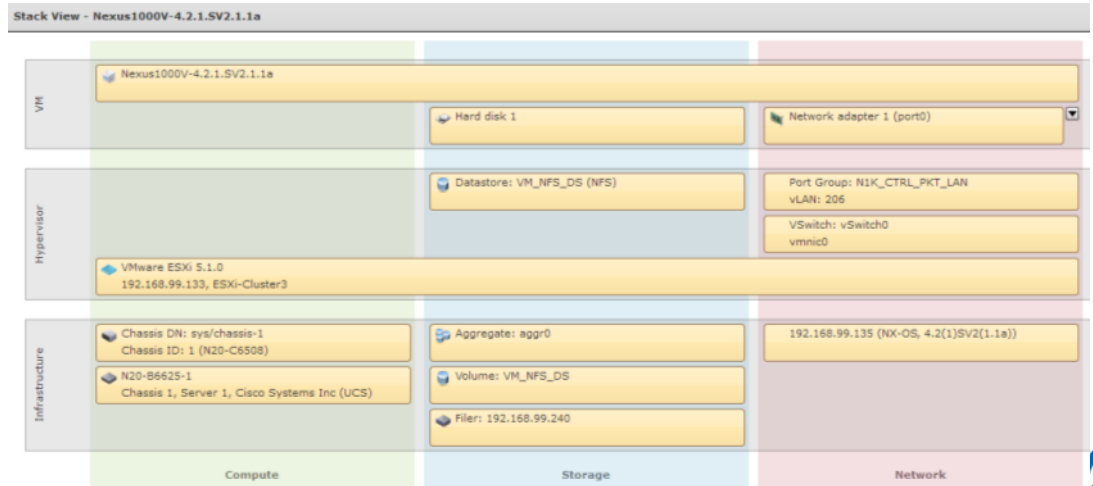 Stack View - Nexus1000V-4.2.1.SV2.1.1a
VM
Nexus1000V-4.2.1.SV2.1.1a
Hard disk 1
Network adapter 1 (port0)
Hypervisor
Datastore: VM_NFS_DS (NFS)
Port Group: N1K_CTRL_PKT_LAN
vLAN: 206
VSwitch: vSwitch0
vmnic0
VMware ESXi 5.1.0
192.168.99.133, ESXi-Cluster3
Infrastructure
Chassis DN: sys/chassis-1
Chassis ID: 1 (N20-C6508)
Aggregate: aggr0
192.168.99.135 (NX-OS, 4.2(1)SV2(1.1a))
N20-B6625-1
Chassis 1, Server 1, Cisco Systems Inc (UCS)
Volume: VM_NFS_DS
Filer: 192.168.99.240
Compute
Storage
Network